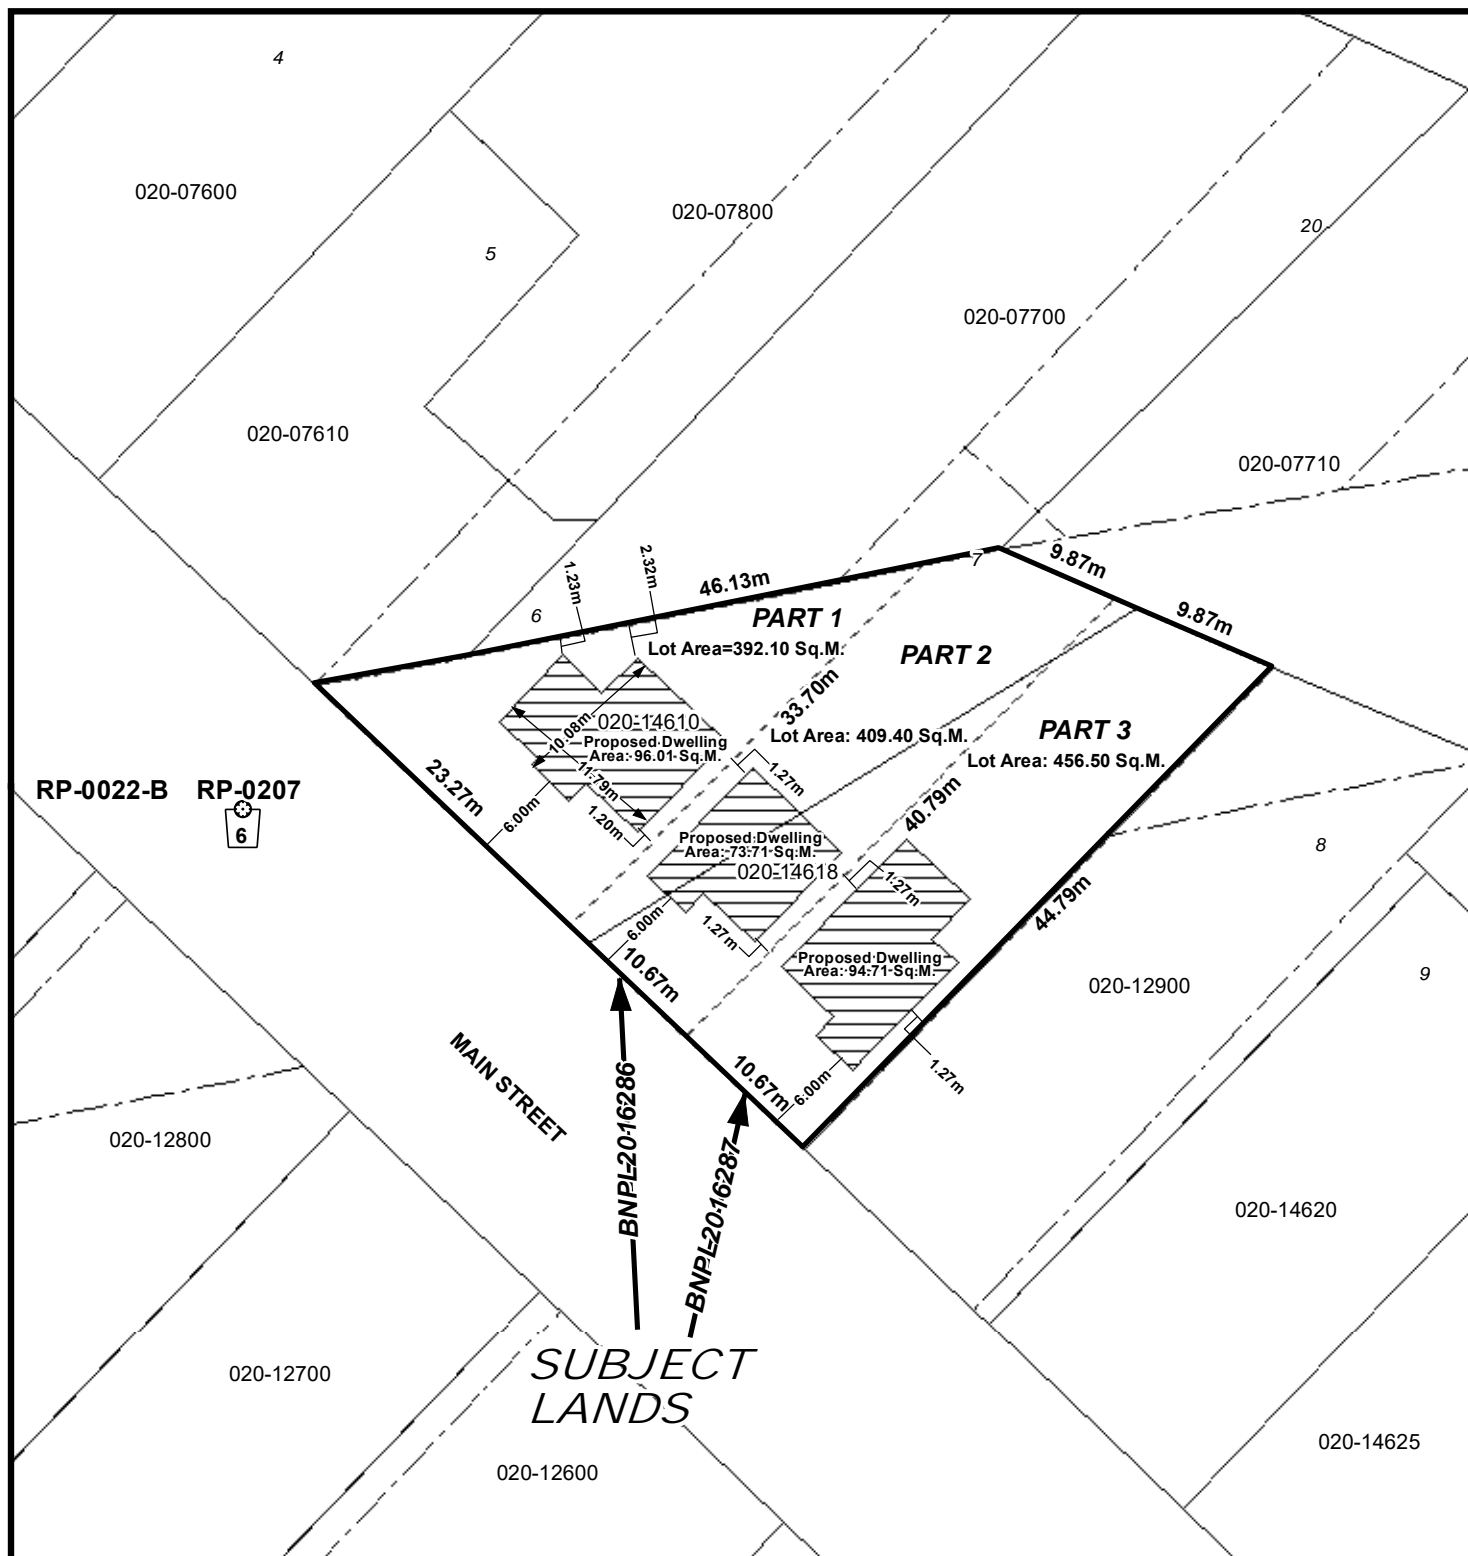 4
020-07600
020-07800
20
5
020-07700
020-07610
020-07710
2.32m
1.23m
9.87m
7
46.13m
6
PART 1
9.87m
Lot Area=392.10 Sq.M.
PART 2
33.70m
020-14610
10.08m
Proposed Dwelling
Area: 96.01 Sq.M.
Lot Area: 409.40 Sq.M.
PART 3
Lot Area: 456.50 Sq.M.
RP-0022-B
RP-0207
6
23.27m
11.79m
1.27m
6.00m
1.20m
40.79m
Proposed Dwelling
Area: 73.71 Sq.M.
020-14618
8
1.27m
44.79m
6.00m
1.27m
Proposed Dwelling
Area: 94.71 Sq.M.
10.67m
020-12900
9
MAIN STREET
1.27m
10.67m
6.00m
020-12800
BNPL2016286
BNPL2016287
020-14620
SUBJECT
LANDS
020-12700
020-14625
020-12600